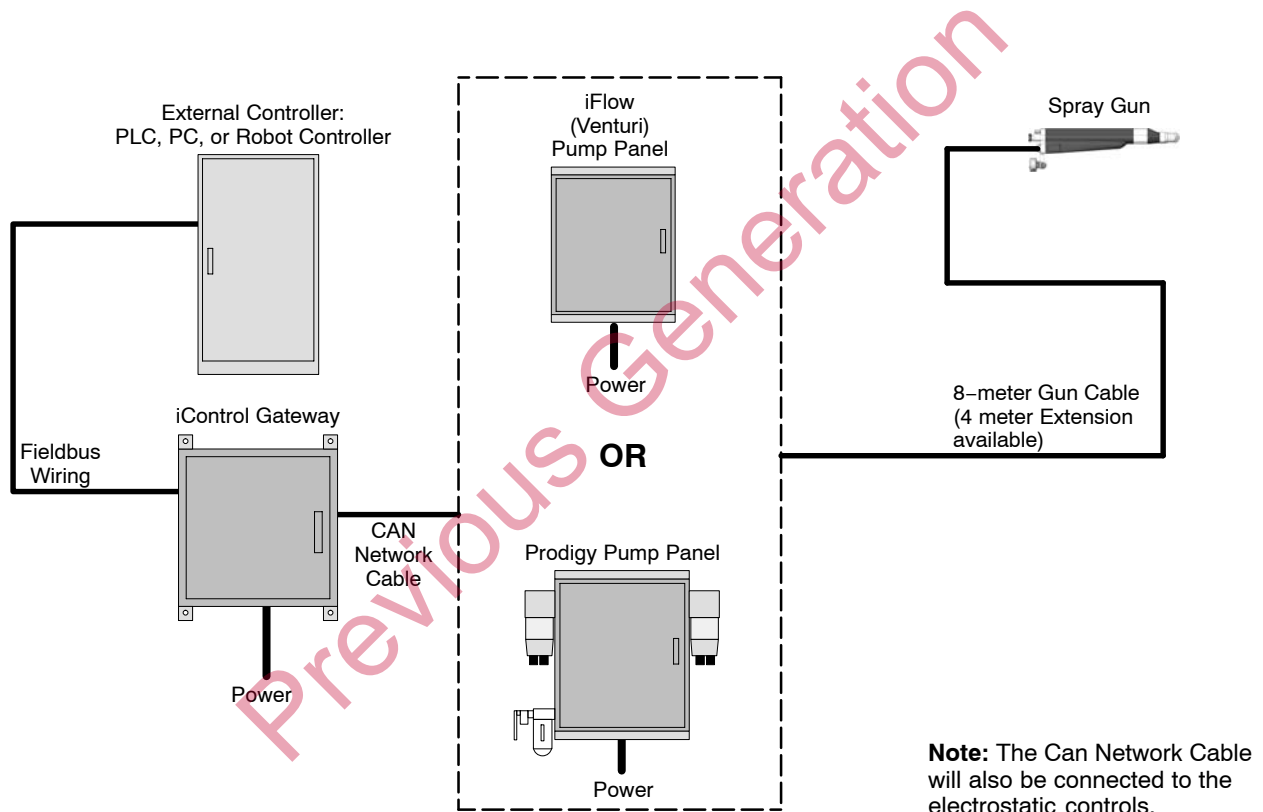 External Controller:
PLC, PC, or Robot Controller
iFlow
(Venturi)
Pump Panel
Spray Gun
Power
iControl Gateway
Fieldbus
Wiring
OR
8−meter Gun Cable
(4 meter Extension
available)
CAN
Network
Cable
Prodigy Pump Panel
Power
Power
Note: The Can Network Cable
will also be connected to the
electrostatic controls.
Previous Generation